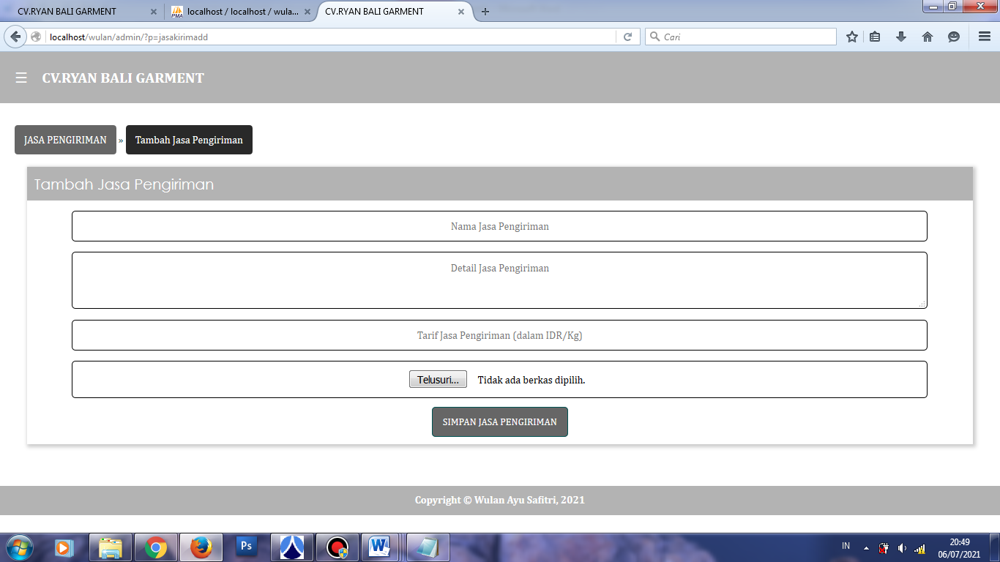 CV.RYAN BALI GARMENT
localhost / localhost / wula...
CV.RYAN BALI GARMENT
localhost/wulan/admin/?p=jasakirimadd
Cari
CV.RYAN BALI GARMENT
JASA PENGIRIMAN » Tambah Jasa Pengiriman
Tambah Jasa Pengiriman
Nama Jasa Pengiriman
Detail Jasa Pengiriman
Tarif Jasa Pengiriman (dalam IDR/Kg)
Telusuri... Tidak ada berkas dipilih.
SIMPAN JASA PENGIRIMAN
Copyright © Wulan Ayu Safitri, 2021
Ps
W
IN
20:49
06/07/2021